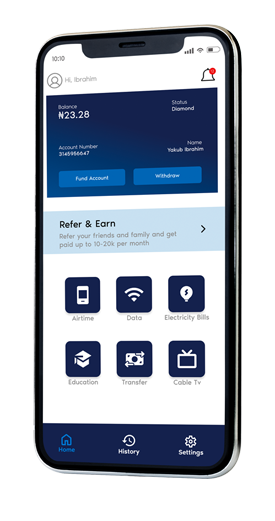 10:10
Hi, Ibrahim
Balance
₦23.28
Status
Diamond
Account Number
3145956647
Name
Yakub Ibrahim
Fund Account
Withdraw
Refer & Earn
Refer your friends and family and get
paid up to 10-20k per month
Airtime
Data
Electricity Bills
Education
Transfer
Cable Tv
Home
History
Settings